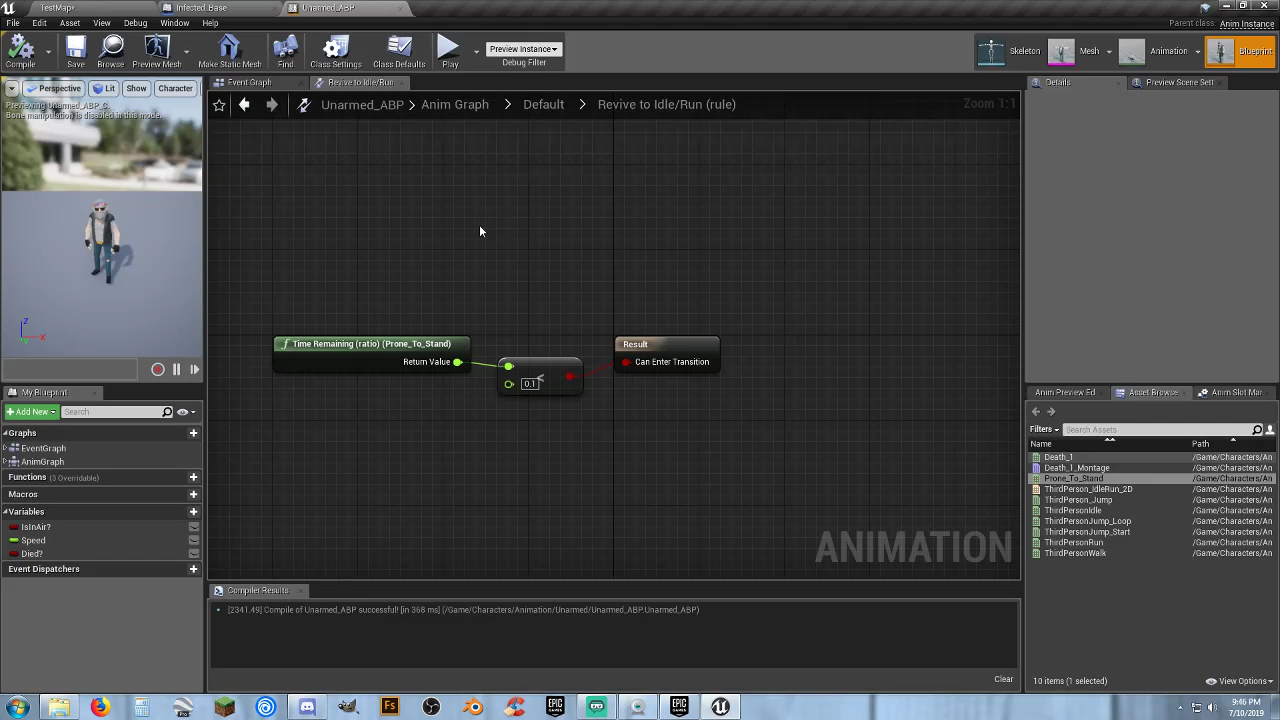 TestMap*
Infected_Base
Unarmed_ABP
File Edit Asset View Debug Window Help
Parent class: Anim Instance
Compile Save Browse Preview Mesh Make Static Mesh Find Class Settings Class Defaults Play
Preview Instance
Debug Filter
Skeleton Mesh Animation Blueprint
Perspective Lit Show Character
Previewing Unarmed_ABP_C.
Bone manipulation is disabled in this mode.
Z
X
Event Graph
Revive to Idle/Run
Unarmed_ABP > Anim Graph > Default > Revive to Idle/Run (rule)
Zoom 1:1
Time Remaining (ratio) (Prone_To_Stand)
Return Value
0.1
<
Result
Can Enter Transition
ANIMATION
My Blueprint
Add New
Search
Graphs
EventGraph
AnimGraph
Functions (3 Overridable)
Macros
Variables
IsInAir?
Speed
Died?
Event Dispatchers
Compiler Results
[2341.49] Compile of Unarmed_ABP successful! [in 368 ms] (/Game/Characters/Animation/Unarmed/Unarmed_ABP.Unarmed_ABP)
Clear
Details
Preview Scene Sett
Anim Preview Ed
Asset Browse
Anim Slot Mar
Filters
Search Assets
Name Path
Death_1 /Game/Characters/An
Death_1_Montage /Game/Characters/An
Prone_To_Stand /Game/Characters/An
ThirdPerson_IdleRun_2D /Game/Characters/An
ThirdPerson_Jump /Game/Characters/An
ThirdPersonIdle /Game/Characters/An
ThirdPersonJump_Loop /Game/Characters/An
ThirdPersonJump_Start /Game/Characters/An
ThirdPersonRun /Game/Characters/An
ThirdPersonWalk /Game/Characters/An
10 items (1 selected)
View Options
Pro
Fs
EPIC GAMES
EPIC GAMES
9:46 PM
7/10/2019